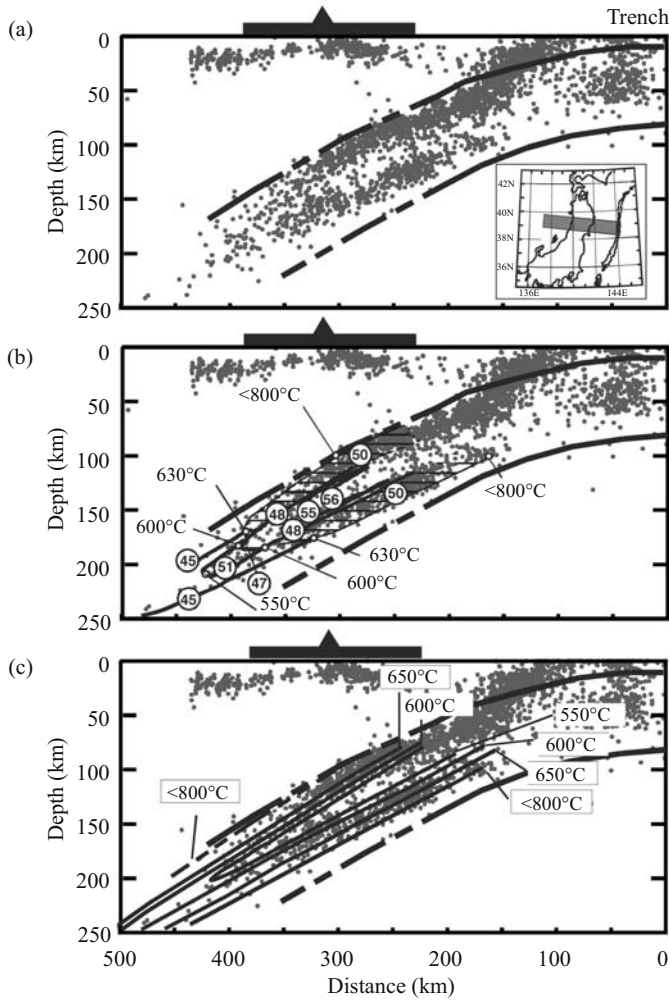 Trench
(a)
0
50
100
150
200
250
Depth (km)
42N
40N
38N
36N
136E
144E
(b)
0
50
100
150
200
250
Depth (km)
<800°C
50
<800°C
630°C
56
50
48
55
600°C
48
630°C
45
51
600°C
47
550°C
45
(c)
0
50
100
150
200
250
Depth (km)
650°C
600°C
550°C
600°C
650°C
<800°C
<800°C
500
400
300
200
100
0
Distance (km)